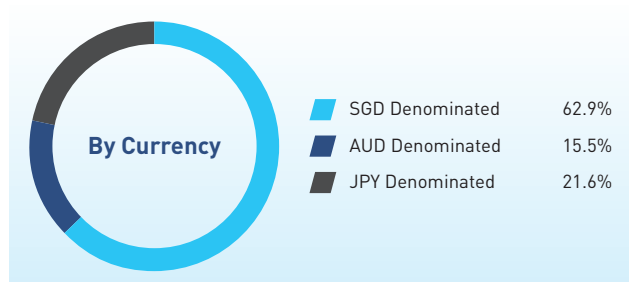 By Currency
SGD Denominated 62.9%
AUD Denominated 15.5%
JPY Denominated 21.6%